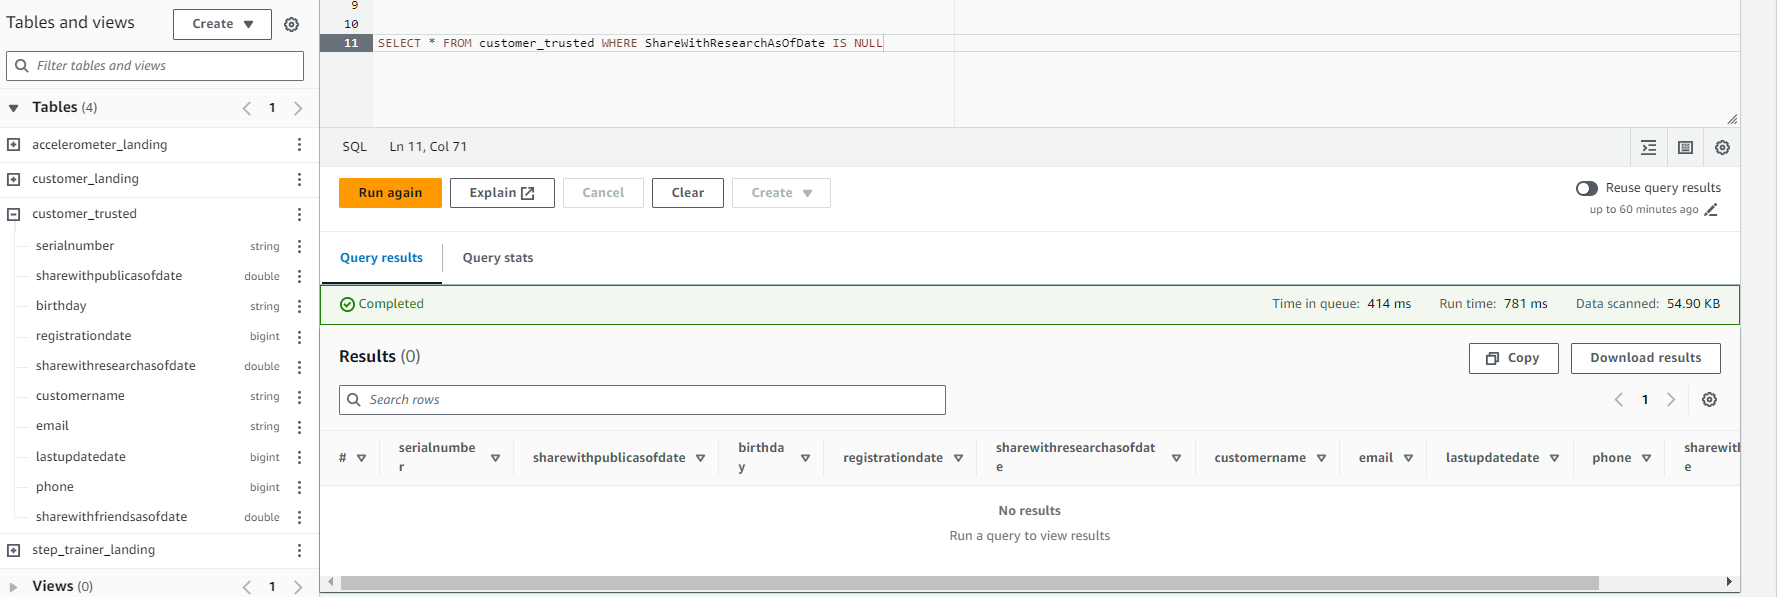 Tables and views
Create
Filter tables and views
Tables (4)
1
accelerometer_landing
customer_landing
customer_trusted
serialnumber string
sharewithpublicasofdate double
birthday string
registrationdate bigint
sharewithresearchasofdate double
customername string
email string
lastupdatedate bigint
phone bigint
sharewithfriendsasofdate double
step_trainer_landing
Views (0)
1
9
10
11 SELECT * FROM customer_trusted WHERE ShareWithResearchAsOfDate IS NULL
SQL Ln 11, Col 71
Run again Explain Cancel Clear Create
Reuse query results
up to 60 minutes ago
Query results Query stats
Completed Time in queue: 414 ms Run time: 781 ms Data scanned: 54.90 KB
Results (0)
Copy Download results
Search rows
1
# serialnumbe
r sharewithpublicasofdate birthda
y registrationdate sharewithresearchasofdat
e customername email lastupdatedate phone sharewith
e
No results
Run a query to view results